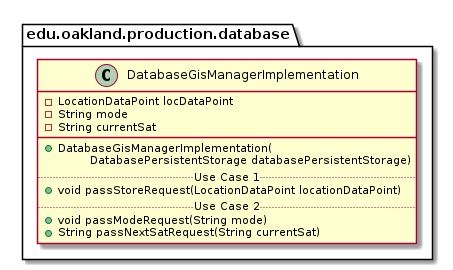 edu.oakland.production.database
C DatabaseGisManagerImplementation
LocationDataPoint locDataPoint
String mode
String currentSat
DatabaseGisManagerImplementation(
DatabasePersistentStorage databasePersistentStorage)
Use Case 1
void passStoreRequest(LocationDataPoint locationDataPoint)
Use Case 2
void passModeRequest(String mode)
String passNextSatRequest(String currentSat)